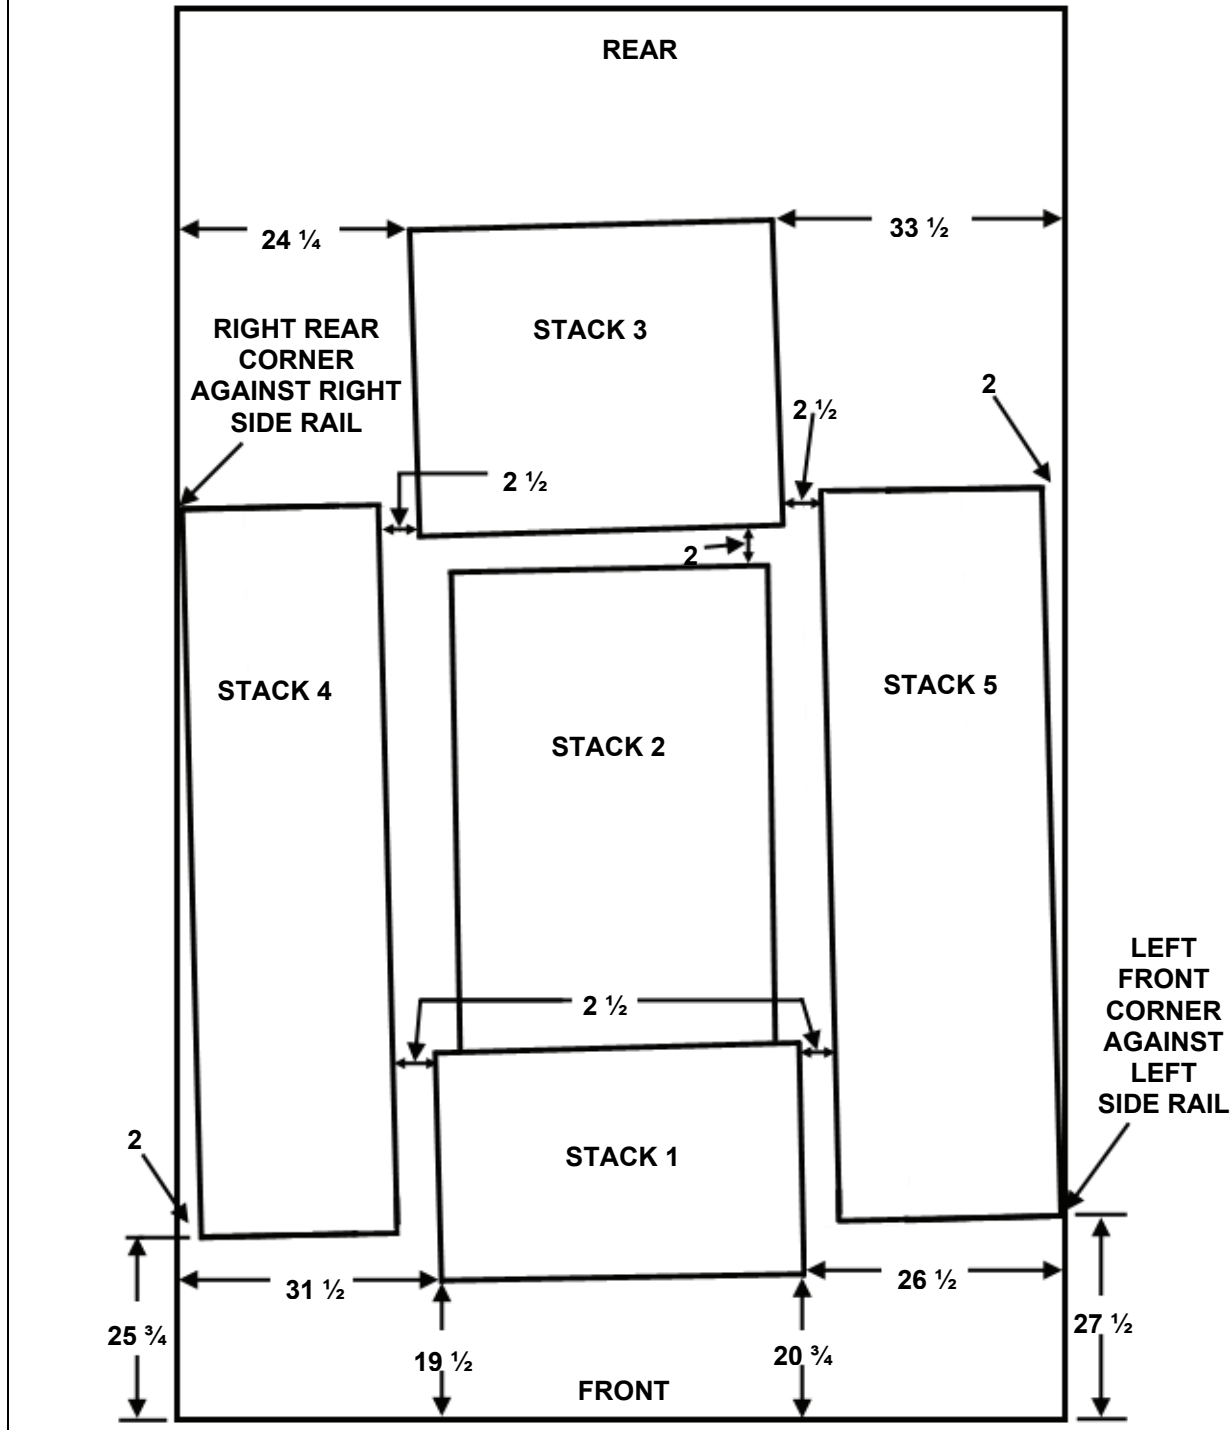 REAR
24 ¼
33 ½
STACK 3
RIGHT REAR
CORNER
AGAINST RIGHT
SIDE RAIL
2
2 ½
2 ½
2
STACK 4
STACK 5
STACK 2
LEFT
FRONT
CORNER
AGAINST
LEFT
SIDE RAIL
2 ½
2
STACK 1
31 ½
26 ½
25 ¾
27 ½
19 ½
20 ¾
FRONT